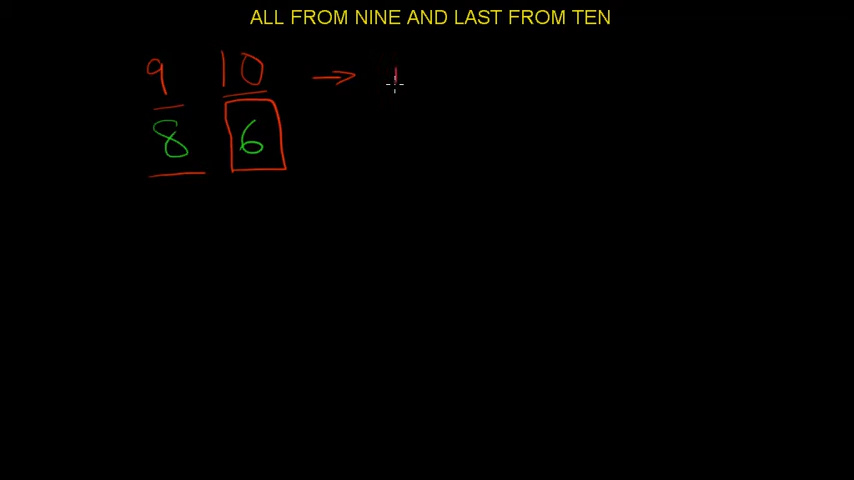 ALL FROM NINE AND LAST FROM TEN
9 10 →
8 6